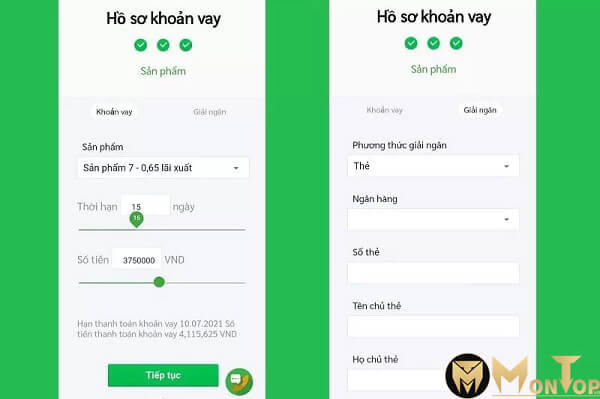 Hồ sơ khoản vay
Sản phẩm
Khoản vay
Giải ngân
Sản phẩm
Sản phẩm 7 - 0,65 lãi xuất
Thời hạn 15 ngày
15
Số tiền 3750000 VND
Hạn thanh toán khoản vay 10.07.2021 Số
tiền thanh toán khoản vay 4,115,625 VND
Tiếp tục
Hồ sơ khoản vay
Sản phẩm
Khoản vay
Giải ngân
Phương thức giải ngân
Thẻ
Ngân hàng
Số thẻ
Tên chủ thẻ
Họ chủ thẻ
MonTop